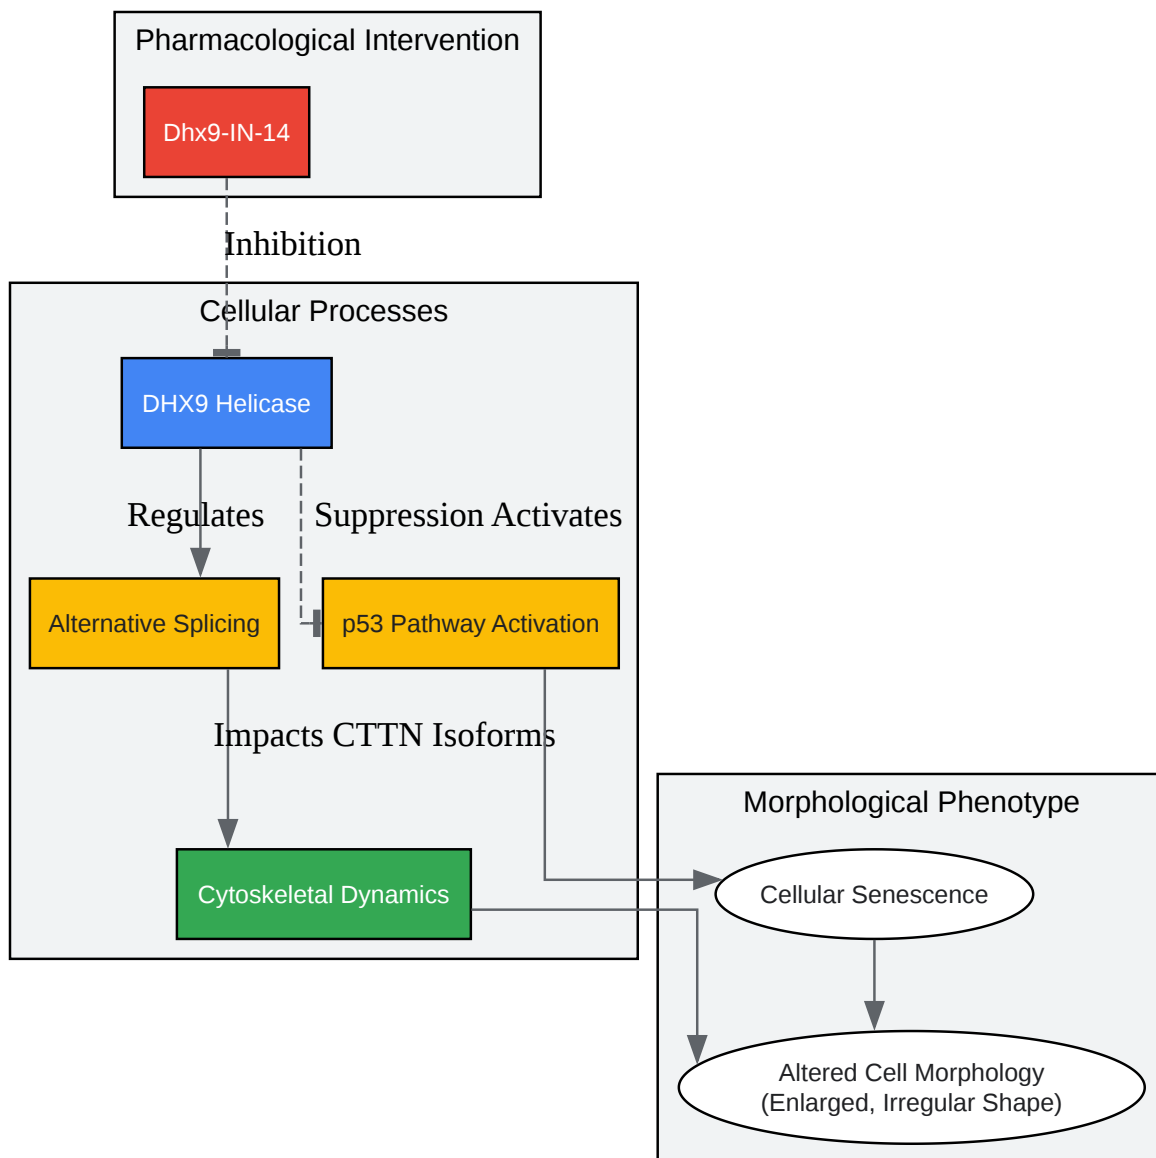 Pharmacological Intervention
Dhx9-IN-14
Inhibition
Cellular Processes
DHX9 Helicase
Regulates
Suppression Activates
Alternative Splicing
p53 Pathway Activation
Impacts CTTN Isoforms
Cytoskeletal Dynamics
Morphological Phenotype
Cellular Senescence
Altered Cell Morphology
(Enlarged, Irregular Shape)